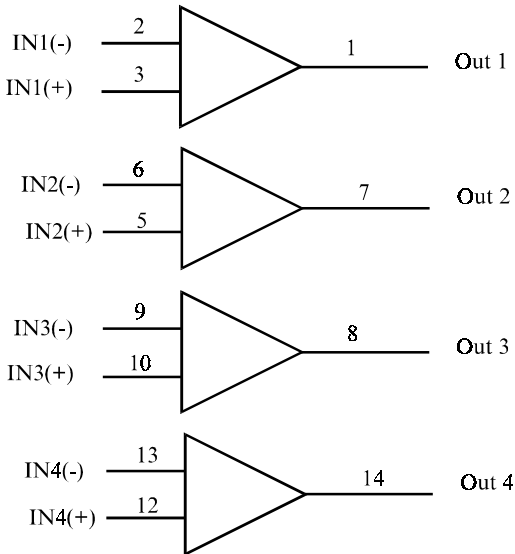 IN1(-) 2 1 Out 1
IN1(+) 3
IN2(-) 6 7 Out 2
IN2(+) 5
IN3(-) 9 8 Out 3
IN3(+) 10
IN4(-) 13 14 Out 4
IN4(+) 12